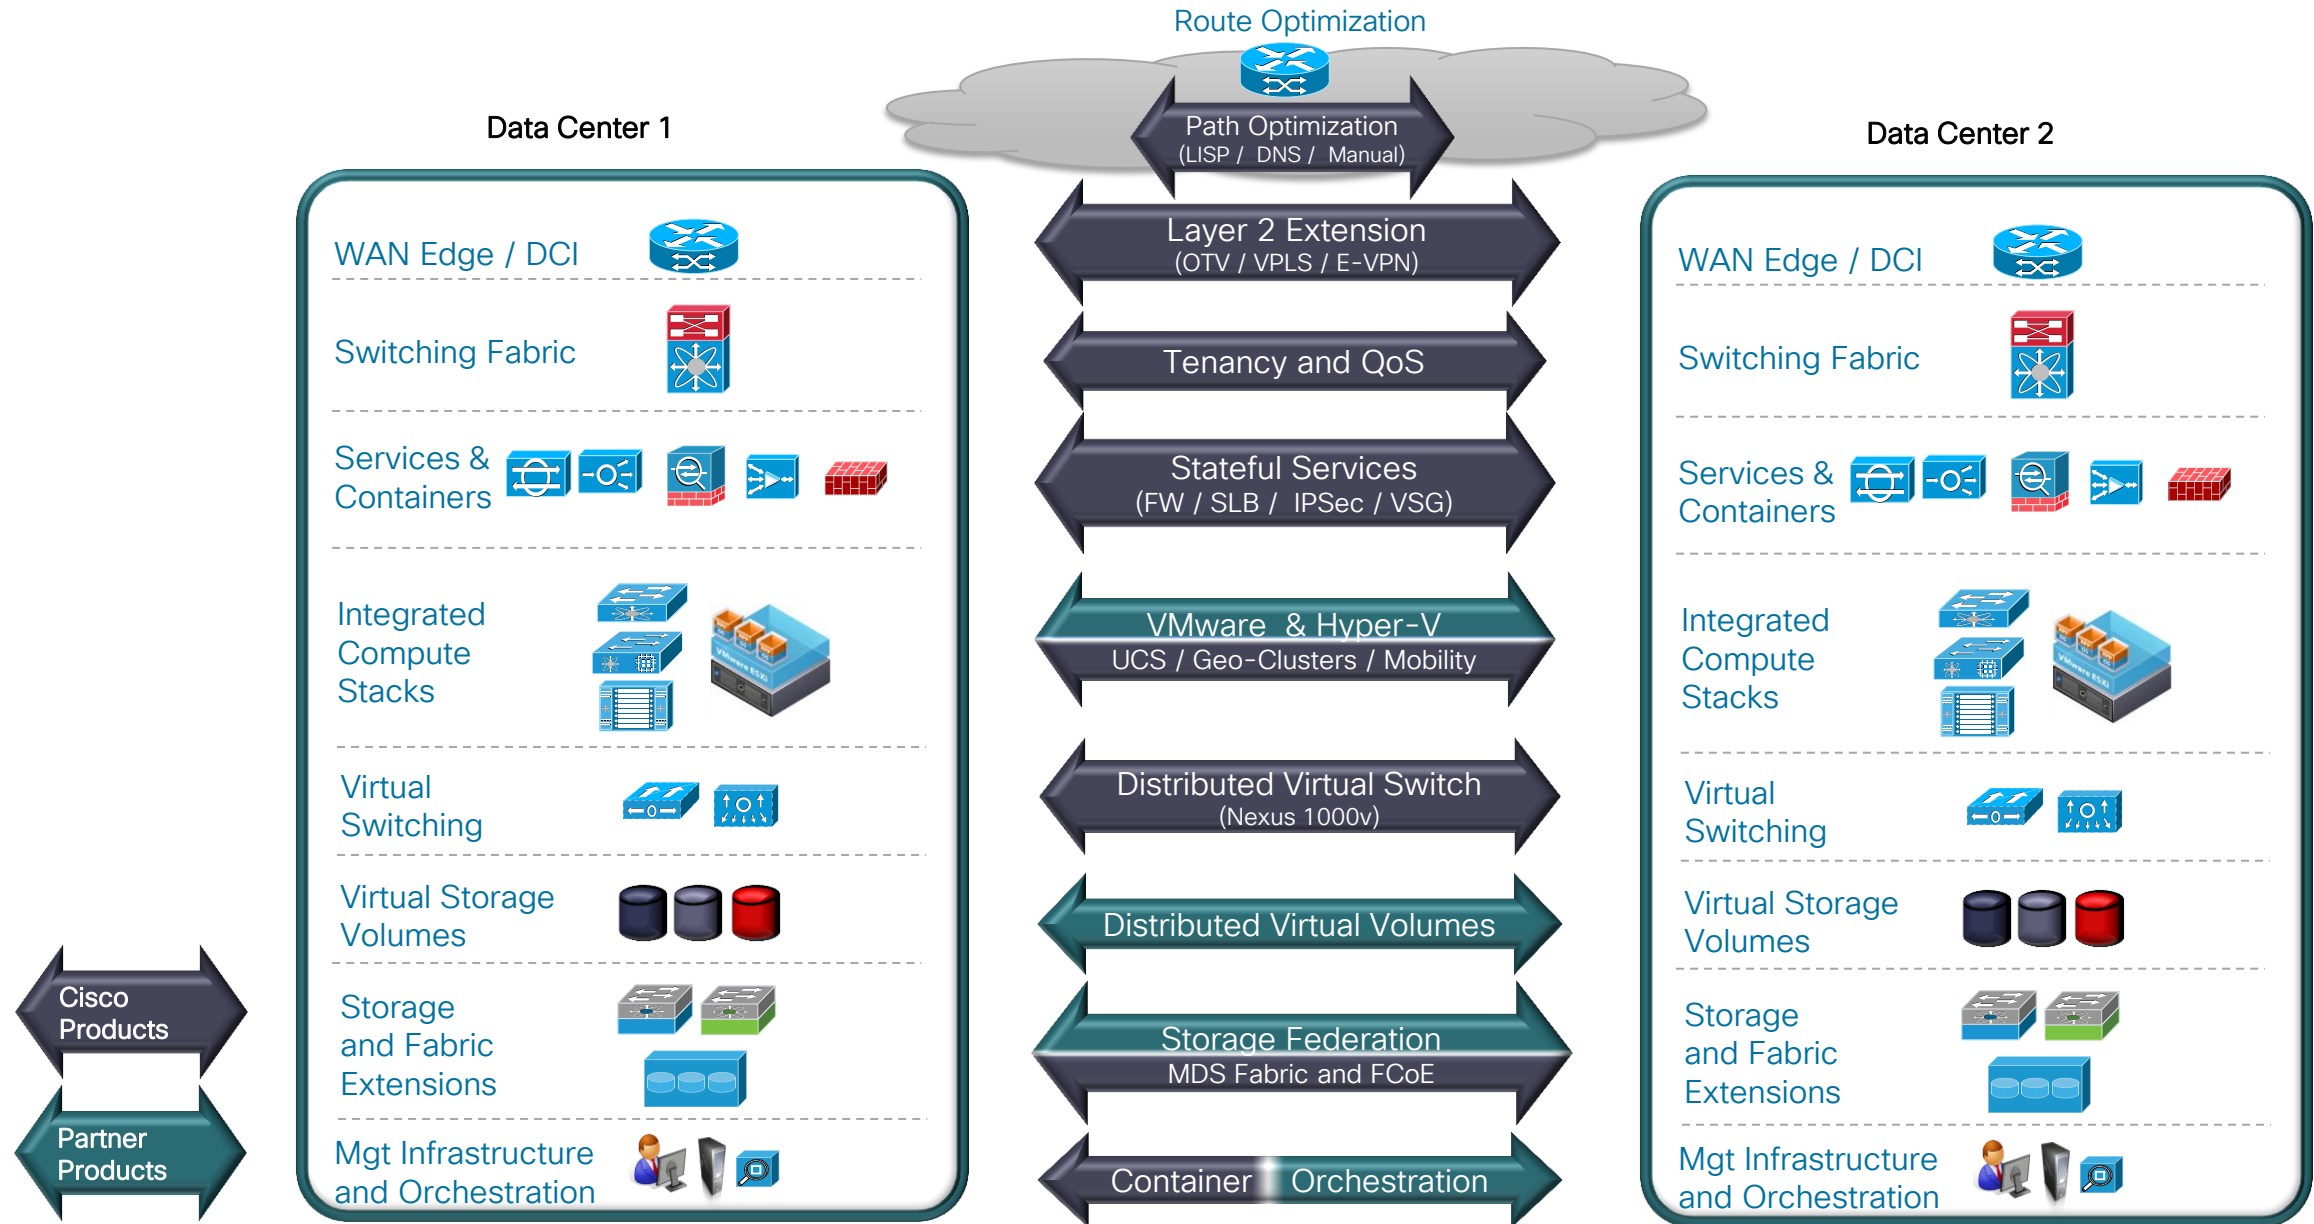 Route Optimization
Path Optimization
(LISP / DNS / Manual)
Data Center 1
WAN Edge / DCI
Switching Fabric
Services &
Containers
Integrated
Compute
Stacks
VMware ESXi
Virtual
Switching
Virtual Storage
Volumes
Storage
and Fabric
Extensions
Mgt Infrastructure
and Orchestration
Layer 2 Extension
(OTV / VPLS / E-VPN)
Tenancy and QoS
Stateful Services
(FW / SLB / IPSec / VSG)
VMware & Hyper-V
UCS / Geo-Clusters / Mobility
Distributed Virtual Switch
(Nexus 1000v)
Distributed Virtual Volumes
Storage Federation
MDS Fabric and FCoE
Container Orchestration
Data Center 2
WAN Edge / DCI
Switching Fabric
Services &
Containers
Integrated
Compute
Stacks
VMware ESXi
Virtual
Switching
Virtual Storage
Volumes
Storage
and Fabric
Extensions
Mgt Infrastructure
and Orchestration
Cisco
Products
Partner
Products